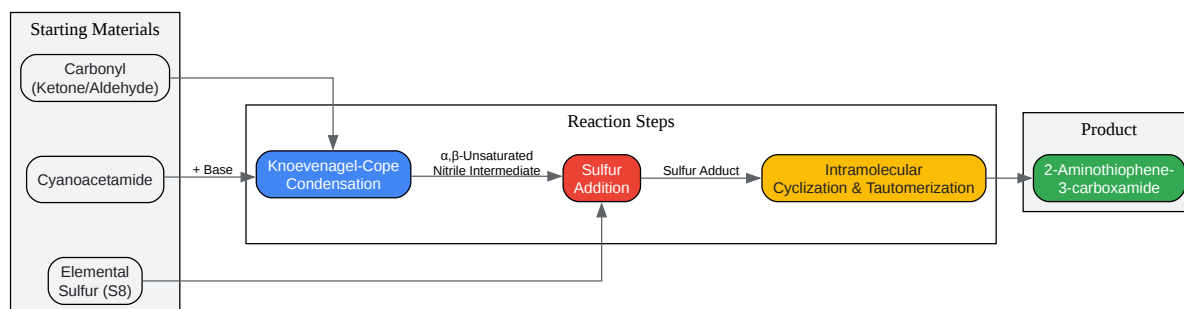 Starting Materials
Carbonyl
(Ketone/Aldehyde)
Cyanoacetamide
Elemental
Sulfur (S8)
+ Base
Reaction Steps
Knoevenagel-Cope
Condensation
α,β-Unsaturated
Nitrile Intermediate
Sulfur
Addition
Sulfur Adduct
Intramolecular
Cyclization & Tautomerization
Product
2-Aminothiophene-
3-carboxamide